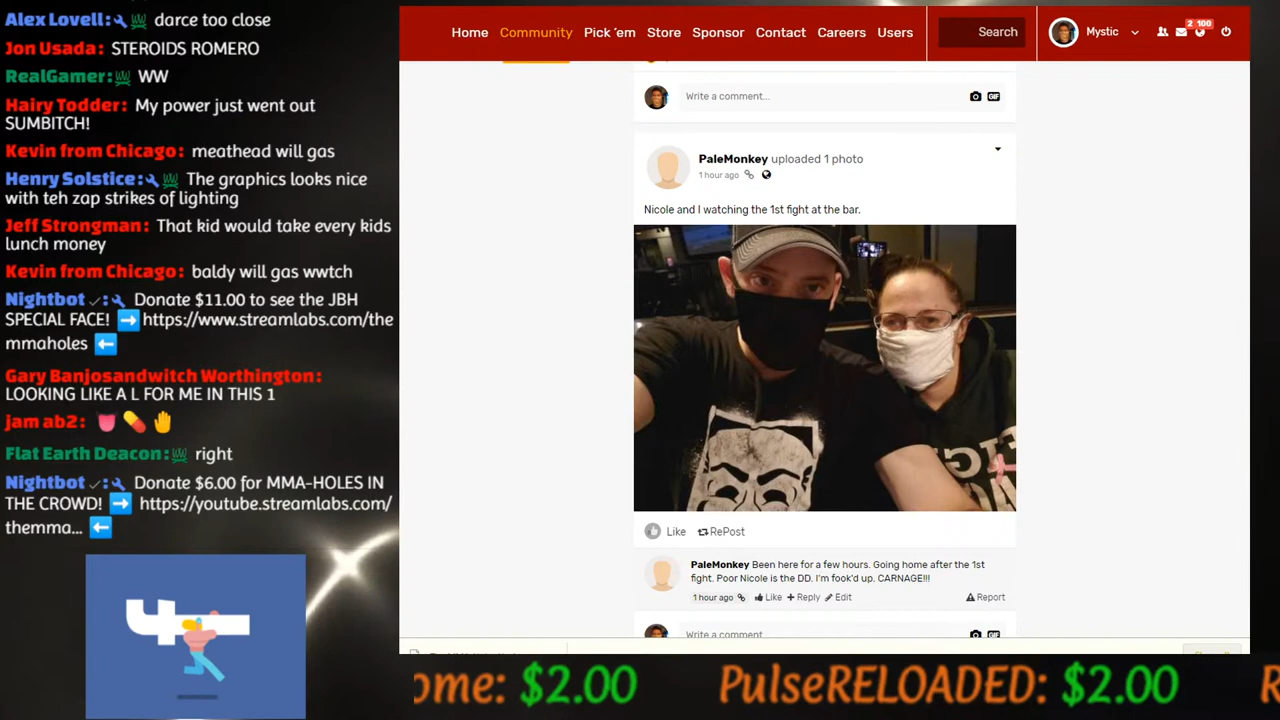 Alex Lovell: darce too close
Jon Usada: STEROIDS ROMERO
RealGamer: WW
Hairy Todder: My power just went out
SUMBITCH!
Kevin from Chicago: meathead will gas
Henry Solstice: The graphics looks nice
with teh zap strikes of lighting
Jeff Strongman: That kid would take every kids
lunch money
Kevin from Chicago: baldy will gas wwtch
Nightbot ✓: Donate $11.00 to see the JBH
SPECIAL FACE! ➡️ https://www.streamlabs.com/the
mmaholes ⬅️
Gary Banjosandwitch Worthington:
LOOKING LIKE A L FOR ME IN THIS 1
jam ab2: 👅 💊 🤚
Flat Earth Deacon: right
Nightbot ✓: Donate $6.00 for MMA-HOLES IN
THE CROWD! ➡️ https://youtube.streamlabs.com/
themma... ⬅️
Home Community Pick 'em Store Sponsor Contact Careers Users Search Mystic 2 100
Write a comment... GIF
PaleMonkey uploaded 1 photo
1 hour ago
Nicole and I watching the 1st fight at the bar.
Like RePost
PaleMonkey Been here for a few hours. Going home after the 1st
fight. Poor Nicole is the DD. I'm fook'd up. CARNAGE!!!
1 hour ago Like Reply Edit Report
Write a comment GIF
ome: $2.00 PulseRELOADED: $2.00 R